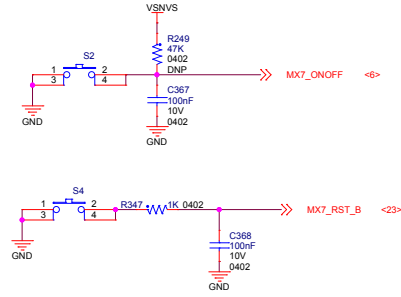 VSNVS
R249
47K
0402
DNP
S2
1 2
3 4
MX7_ONOFF <6>
C367
100nF
10V
0402
GND
GND
S4
1 2
3 4
R347 1K 0402
MX7_RST_B <23>
C368
100nF
10V
0402
GND
GND